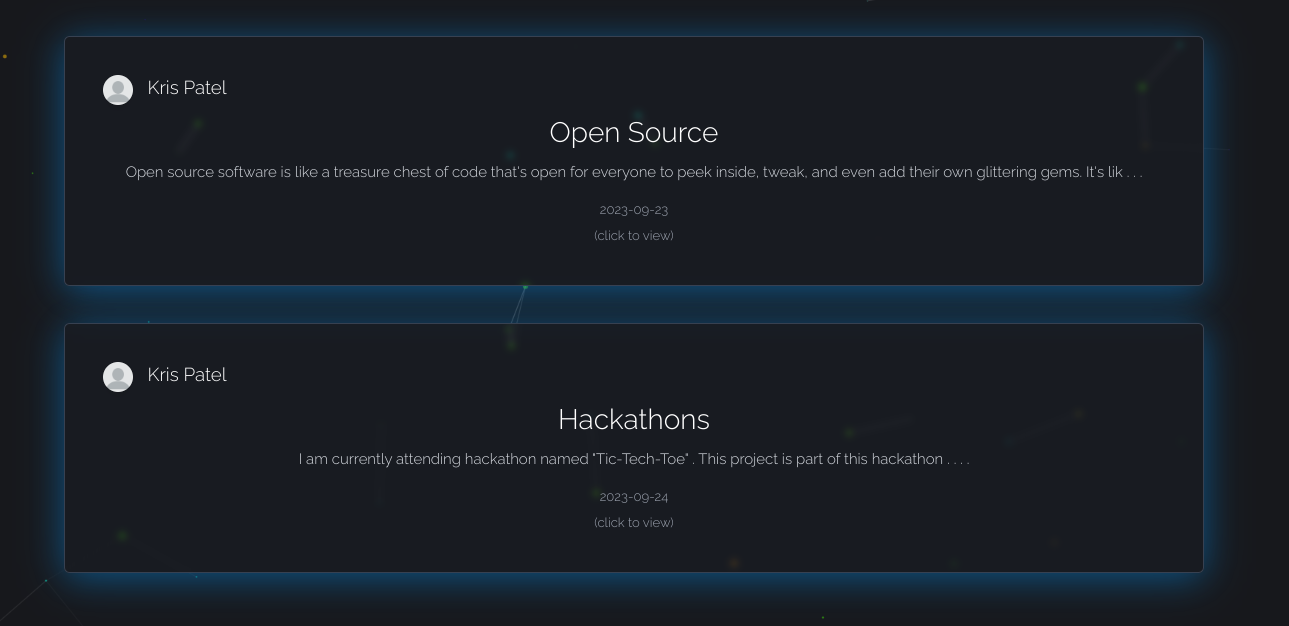 Kris Patel
Open Source
Open source software is like a treasure chest of code that's open for everyone to peek inside, tweak, and even add their own glittering gems. It's lik . . .
2023-09-23
(click to view)
Kris Patel
Hackathons
I am currently attending hackathon named "Tic-Tech-Toe" . This project is part of this hackathon . . . .
2023-09-24
(click to view)